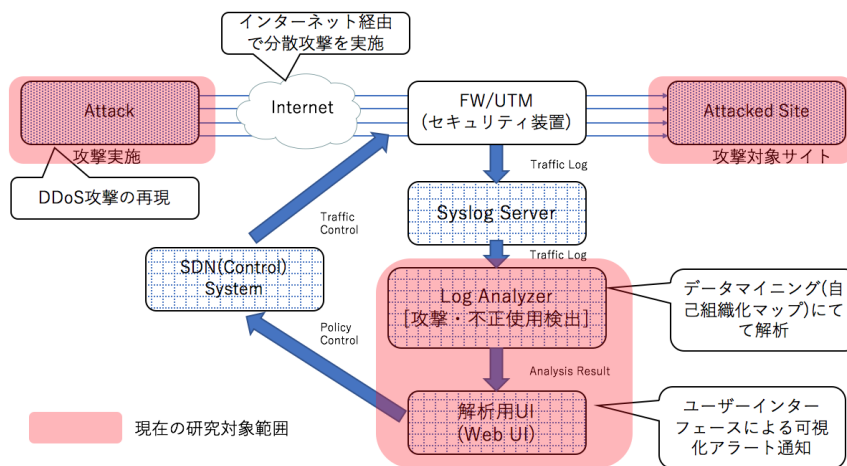 インターネット経由
で分散攻撃を実施
Attack
Internet
FW/UTM
(セキュリティ装置)
Attacked Site
攻撃実施
攻撃対象サイト
DDoS攻撃の再現
Traffic Log
Traffic
Control
Syslog Server
Traffic Log
SDN(Control)
System
Log Analyzer
[攻撃・不正使用検出]
データマイニング(自
己組織化マップ)にて
て解析
Policy
Control
Analysis Result
解析用UI
(Web UI)
ユーザーインター
フェースによる可視
化アラート通知
現在の研究対象範囲